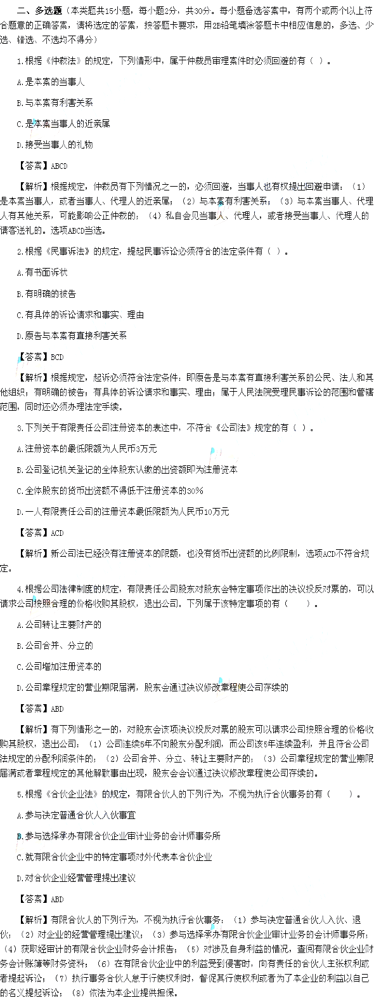 二、多选题（本类题共15小题，每小题2分，共30分。每小题备选答案中，有两个或两个以上符
合题意的正确答案，请将选定的答案，按答题卡要求，用2B铅笔填涂答题卡中相应信息的，多选、少
选、错选、不选均不得分）
1.根据《仲裁法》的规定，下列情形中，属于仲裁员审理案件时必须回避的有（ ）。
A.是本案的当事人
B.与本案有利害关系
C.是本案当事人的近亲属
D.接受当事人的礼物
【答案】ABCD
【解析】根据规定，仲裁员有下列情况之一的，必须回避，当事人也有权提出回避申请：（1）
是本案当事人，或者当事人、代理人的近亲属；（2）与本案有利害关系；（3）与本案当事人、代理
人有其他关系，可能影响公正仲裁的；（4）私自会见当事人、代理人，或者接受当事人、代理人的
请客送礼的。选项ABCD当选。
2.根据《民事诉法》的规定，提起民事诉讼必须符合的法定条件有（ ）。
A.有书面诉状
B.有明确的被告
C.有具体的诉讼请求和事实、理由
D.原告与本案有直接利害关系
【答案】BCD
【解析】根据规定，起诉必须符合法定条件：即原告是与本案有直接利害关系的公民、法人和其
他组织；有明确的被告；有具体的诉讼请求和事实、理由；属于人民法院受理民事诉讼的范围和管辖
范围，同时还必须办理法定手续。
3.下列关于有限责任公司注册资本的表述中，不符合《公司法》规定的有（ ）。
A.注册资本的最低限额为人民币3万元
B.公司登记机关登记的全体股东认缴的出资额即为注册资本
C.全体股东的货币出资额不得低于注册资本的30%
D.一人有限责任公司的注册资本最低限额为人民币10万元
【答案】ACD
【解析】新公司法已经没有注册资本的限额，也没有货币出资额的比例限制，选项ACD不符合规
定。
4.根据公司法律制度的规定，有限责任公司股东对股东会特定事项作出的决议投反对票的，可以
请求公司按照合理的价格收购其股权，退出公司。下列属于该特定事项的有（ ）
A.公司转让主要财产的
B.公司合并、分立的
C.公司增加注册资本的
D.公司章程规定的营业期限届满，股东会通过决议修改章程使公司存续的
【答案】ABD
【解析】有下列情形之一的，对股东会该项决议投反对票的股东可以请求公司按照合理的价格收
购其股权，退出公司；（1）公司连续5年不向股东分配利润，而公司该5年连续盈利，并且符合公司
法规定的分配利润条件的；（2）公司合并、分立、转让主要财产的；（3）公司章程规定的营业期限
届满或者章程规定的其他解散事由出现，股东会会议通过决议修改章程使公司存续的。
5.根据《合伙企业法》的规定，有限合伙人的下列行为，不视为执行合伙事务的有（ ）。
A.参与决定普通合伙人入伙事宜
B.参与选择承办有限合伙企业审计业务的会计师事务所
C.就有限合伙企业中的特定事项对外代表本合伙企业
D.对合伙企业经营管理提出建议
【答案】ABD
【解析】有限合伙人的下列行为，不视为执行合伙事务：（1）参与决定普通合伙人入伙、退
伙；（2）对企业的经营管理提出建议；（3）参与选择承办有限合伙企业审计业务的会计师事务所；
（4）获取经审计的有限合伙企业财务会计报告；（5）对涉及自身利益的情况，查阅有限合伙企业财
务会计账簿等财务资料；（6）在有限合伙企业中的利益受到侵害时，向有责任的合伙人主张权利或
者提起诉讼；（7）执行事务合伙人怠于行使权利时，督促其行使权利或者为了本企业的利益以自己
的名义提起诉讼；（8）依法为本企业提供担保。